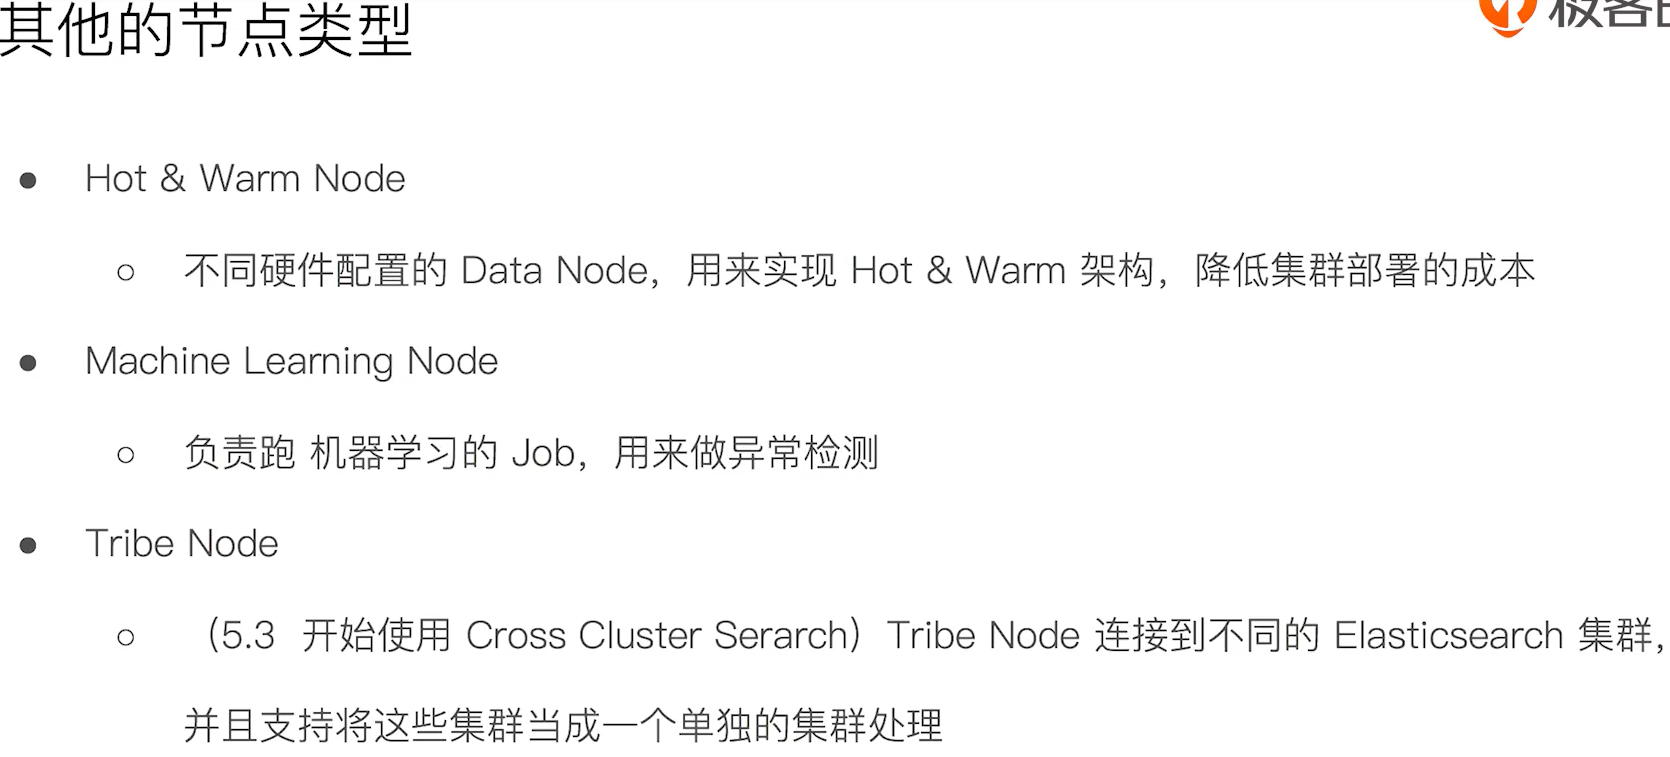 其他的节点类型
极客
● Hot & Warm Node
○ 不同硬件配置的 Data Node，用来实现 Hot & Warm 架构，降低集群部署的成本
● Machine Learning Node
○ 负责跑 机器学习的 Job，用来做异常检测
● Tribe Node
○ （5.3 开始使用 Cross Cluster Serarch）Tribe Node 连接到不同的 Elasticsearch 集群，
并且支持将这些集群当成一个单独的集群处理